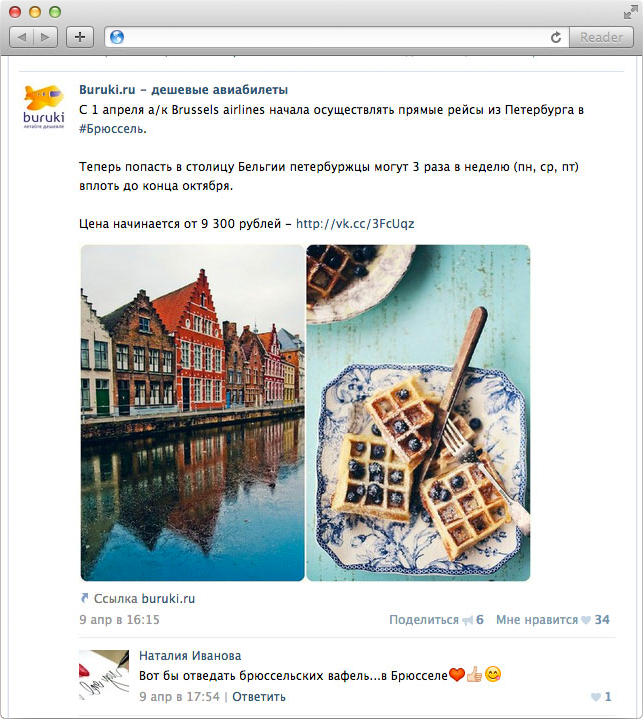 Reader
Buruki.ru – дешевые авиабилеты
buruki
летайте дешевле
С 1 апреля а/к Brussels airlines начала осуществлять прямые рейсы из Петербурга в
#Брюссель.
Теперь попасть в столицу Бельгии петербуржцы могут 3 раза в неделю (пн, ср, пт)
вплоть до конца октября.
Цена начинается от 9 300 рублей – http://vk.cc/3FcUqz
Ссылка buruki.ru
9 апр в 16:15
Поделиться 6 Мне нравится 34
Наталия Иванова
Вот бы отведать брюссельских вафель...в Брюсселе❤👍😊
9 апр в 17:54 | Ответить
1